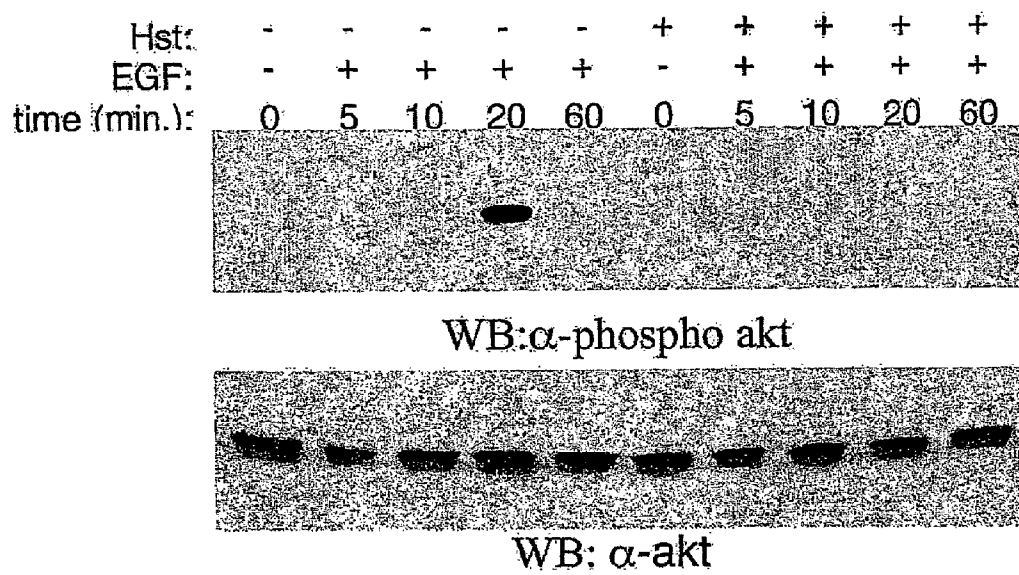 Hst: - - - - - + + + + +
EGF: - + + + + - + + + +
time (min.): 0 5 10 20 60 0 5 10 20 60
WB:α-phospho akt
WB: α-akt